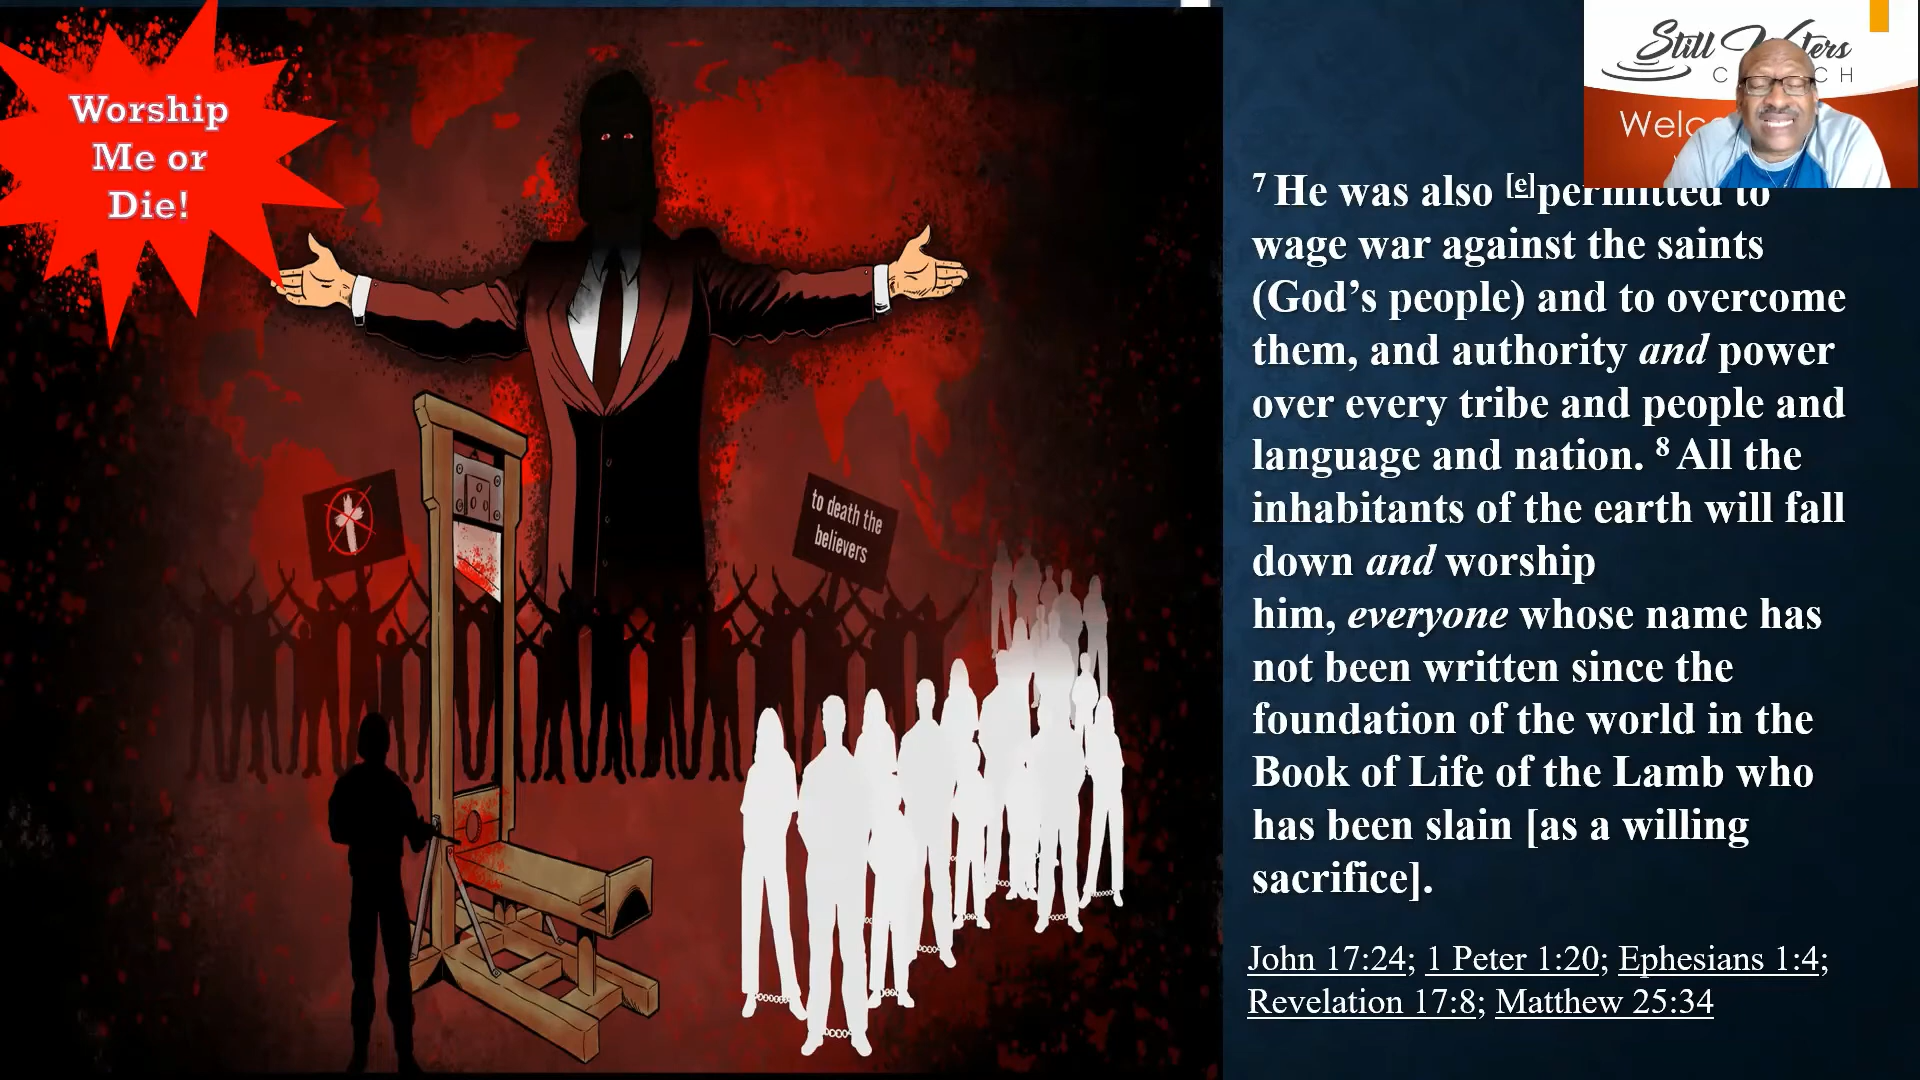 Worship
Me or
Die!
to death the
believers
Still
C CH
Welc
7 He was also [e]permitted to
wage war against the saints
(God’s people) and to overcome
them, and authority and power
over every tribe and people and
language and nation. 8 All the
inhabitants of the earth will fall
down and worship
him, everyone whose name has
not been written since the
foundation of the world in the
Book of Life of the Lamb who
has been slain [as a willing
sacrifice].
John 17:24; 1 Peter 1:20; Ephesians 1:4;
Revelation 17:8; Matthew 25:34